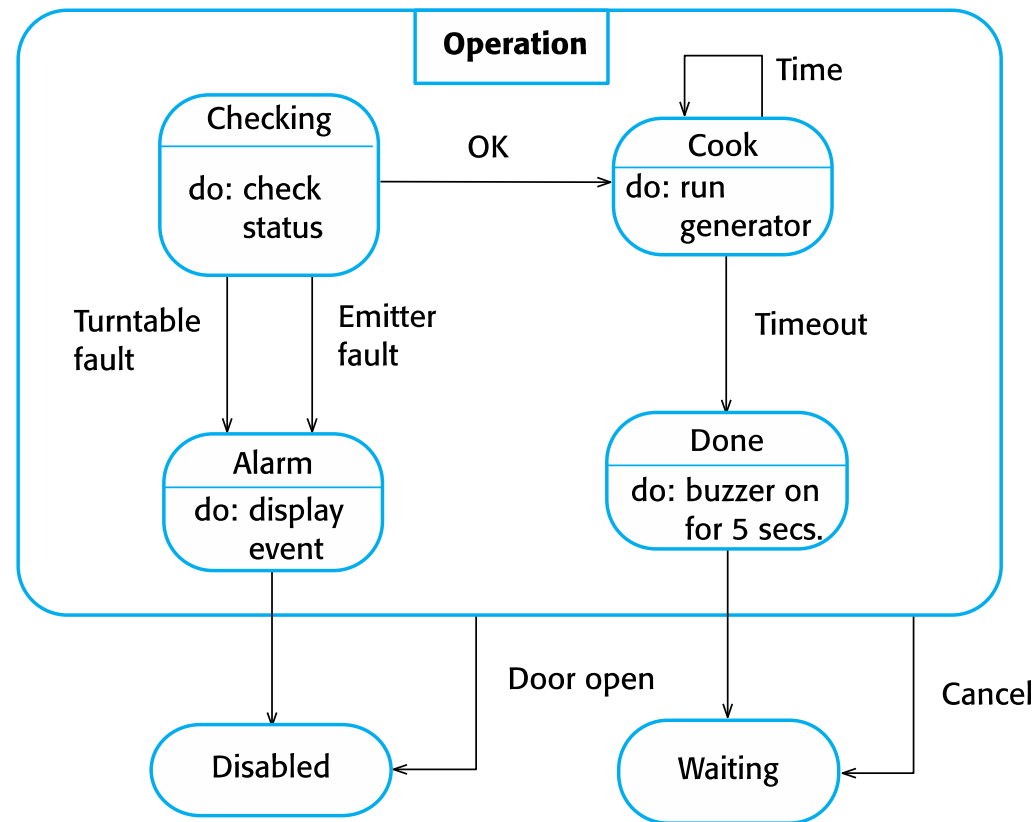 Operation
Time
Checking
OK
Cook
do: check
status
do: run
generator
Turntable
fault
Emitter
fault
Timeout
Alarm
do: display
event
Done
do: buzzer on
for 5 secs.
Door open
Cancel
Disabled
Waiting